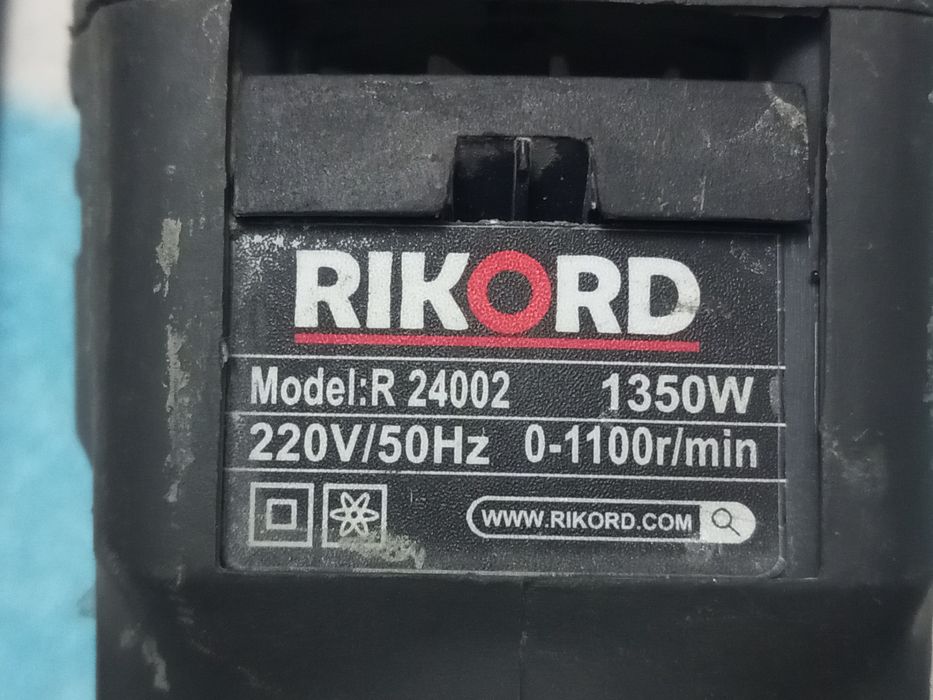 RIKORD
Model:R 24002 1350W
220V/50Hz 0-1100r/min
WWW.RIKORD.COM